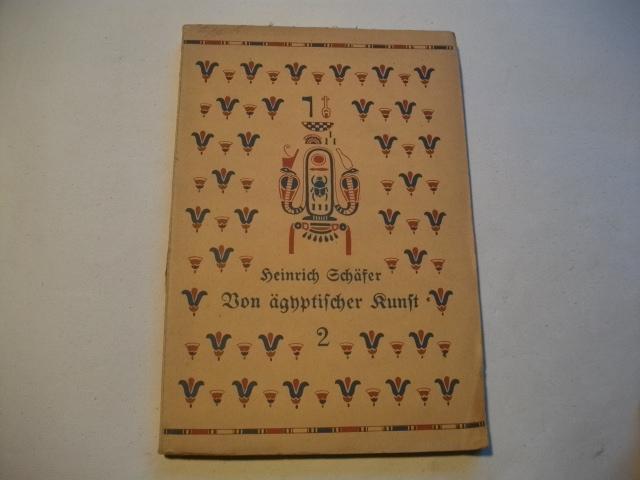 Heinrich Schäfer
Von ägyptischer Kunst
2